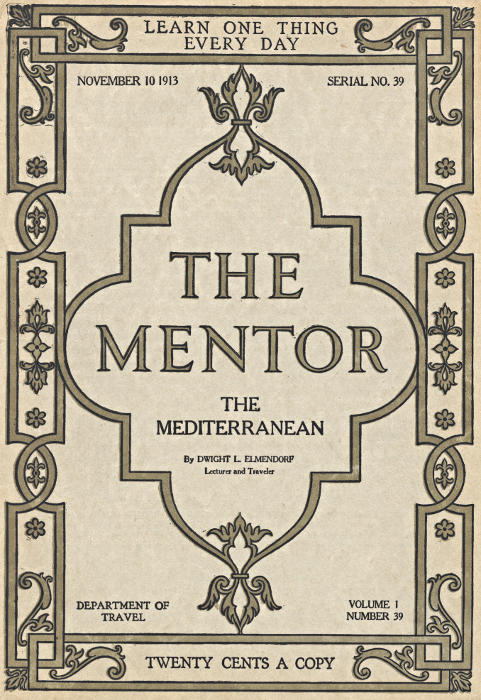 LEARN ONE THING
EVERY DAY
NOVEMBER 10 1913
SERIAL NO. 39
THE
MENTOR
THE
MEDITERRANEAN
By DWIGHT L. ELMENDORF
Lecturer and Traveler
DEPARTMENT OF
TRAVEL
VOLUME 1
NUMBER 39
TWENTY CENTS A COPY